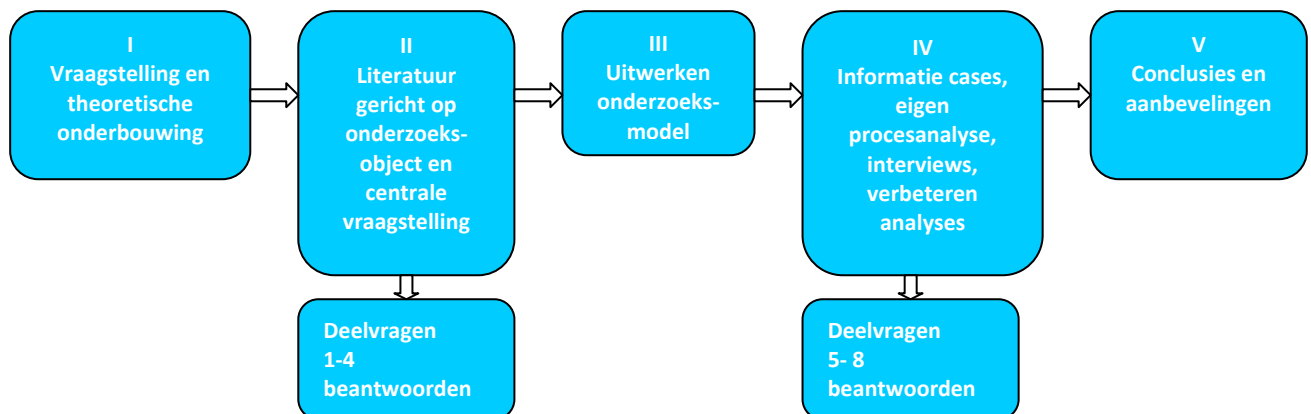 I
Vraagstelling en
theoretische
onderbouwing
II
Literatuur
gericht op
onderzoeks-
object en
centrale
vraagstelling
III
Uitwerken
onderzoeks-
model
IV
Informatie cases,
eigen
procesanalyse,
interviews,
verbeteren
analyses
V
Conclusies en
aanbevelingen
Deelvragen
1-4
beantwoorden
Deelvragen
5- 8
beantwoorden